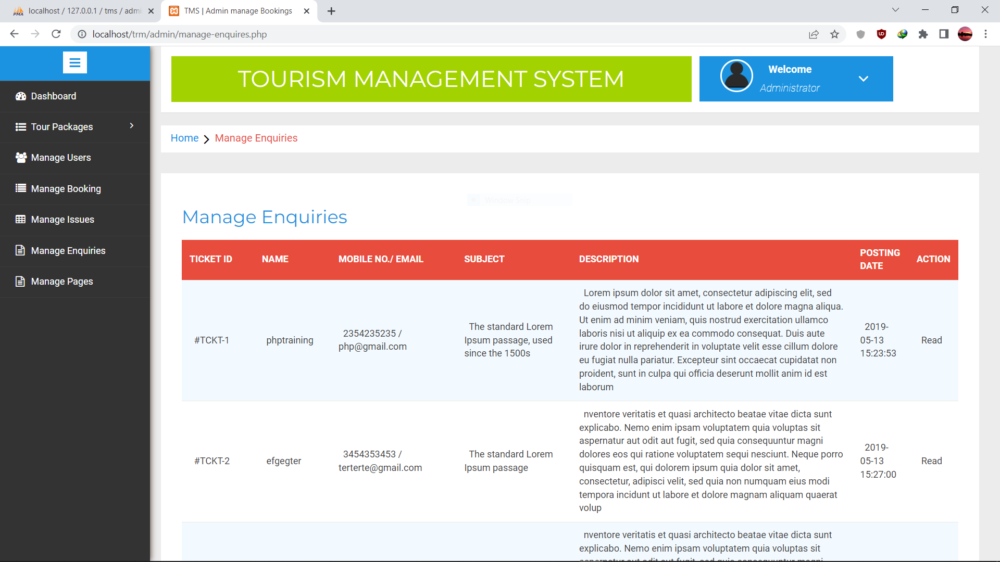 localhost / 127.0.0.1 / tms / admi
TMS | Admin manage Bookings
localhost/trm/admin/manage-enquires.php
TOURISM MANAGEMENT SYSTEM
Welcome
Administrator
Dashboard
Tour Packages
Manage Users
Manage Booking
Manage Issues
Manage Enquiries
Manage Pages
Home
Manage Enquiries
Window Snip
Manage Enquiries
TICKET ID
NAME
MOBILE NO./ EMAIL
SUBJECT
DESCRIPTION
POSTING
DATE
ACTION
#TCKT-1
phptraining
2354235235 /
php@gmail.com
The standard Lorem
Ipsum passage, used
since the 1500s
Lorem ipsum dolor sit amet, consectetur adipiscing elit, sed
do eiusmod tempor incididunt ut labore et dolore magna aliqua.
Ut enim ad minim veniam, quis nostrud exercitation ullamco
laboris nisi ut aliquip ex ea commodo consequat. Duis aute
irure dolor in reprehenderit in voluptate velit esse cillum dolore
eu fugiat nulla pariatur. Excepteur sint occaecat cupidatat non
proident, sunt in culpa qui officia deserunt mollit anim id est
laborum
2019-
05-13
15:23:53
Read
#TCKT-2
efgegter
3454353453 /
terterte@gmail.com
The standard Lorem
Ipsum passage
nventore veritatis et quasi architecto beatae vitae dicta sunt
explicabo. Nemo enim ipsam voluptatem quia voluptas sit
aspernatur aut odit aut fugit, sed quia consequuntur magni
dolores eos qui ratione voluptatem sequi nesciunt. Neque porro
quisquam est, qui dolorem ipsum quia dolor sit amet,
consectetur, adipisci velit, sed quia non numquam eius modi
tempora incidunt ut labore et dolore magnam aliquam quaerat
volup
2019-
05-13
15:27:00
Read
nventore veritatis et quasi architecto beatae vitae dicta sunt
explicabo. Nemo enim ipsam voluptatem quia voluptas sit
aspernatur aut odit aut fugit, sed quia consequuntur magni